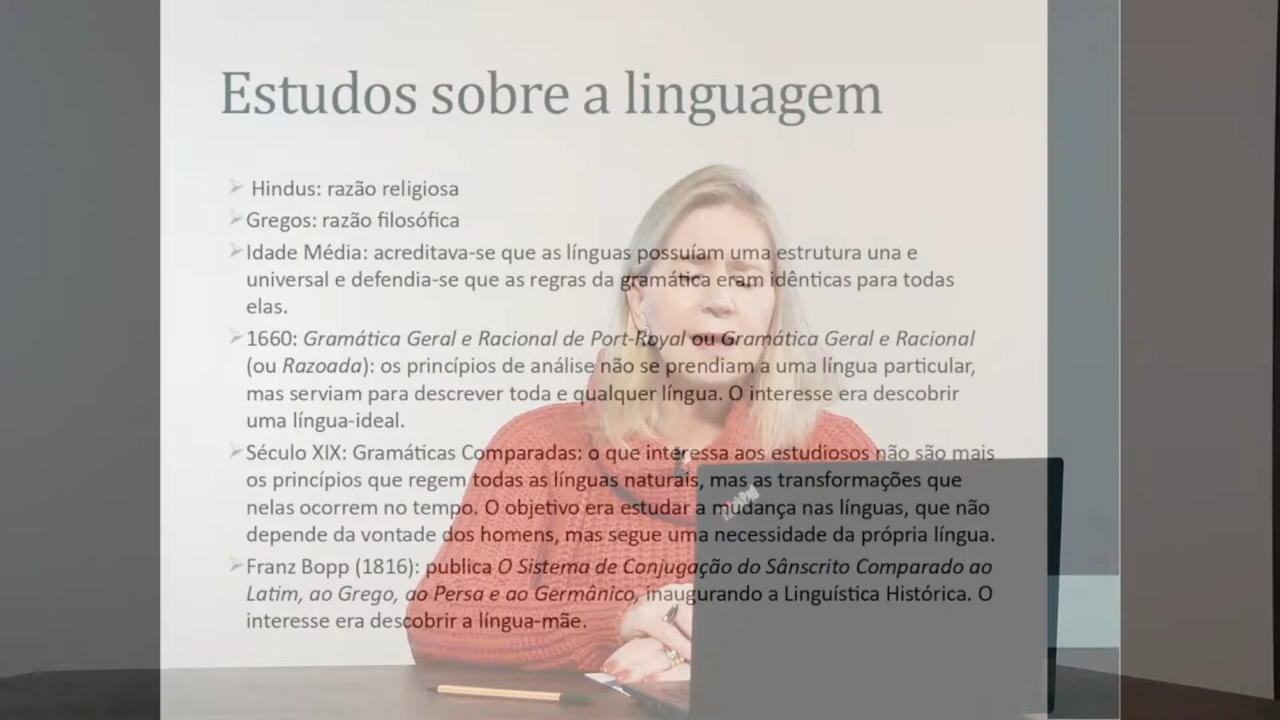 Estudos sobre a linguagem
Hindus: razão religiosa
Gregos: razão filosófica
Idade Média: acreditava-se que as línguas possuíam uma estrutura una e
universal e defendia-se que as regras da gramática eram idênticas para todas
elas.
1660: Gramática Geral e Racional de Port-Royal ou Gramática Geral e Racional
(ou Razoada): os princípios de análise não se prendiam a uma língua particular,
mas serviam para descrever toda e qualquer língua. O interesse era descobrir
uma língua-ideal.
Século XIX: Gramáticas Comparadas: o que interessa aos estudiosos não são mais
os princípios que regem todas as línguas naturais, mas as transformações que
nelas ocorrem no tempo. O objetivo era estudar a mudança nas línguas, que não
depende da vontade dos homens, mas segue uma necessidade da própria língua.
Franz Bopp (1816): publica O Sistema de Conjugação do Sânscrito Comparado ao
Latim, ao Grego, ao Persa e ao Germânico, inaugurando a Linguística Histórica. O
interesse era descobrir a língua-mãe.
ThinkPad